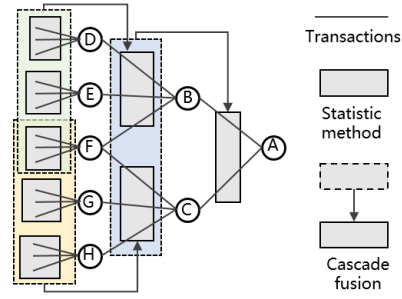 D
E
F
G
H
B
C
A
Transactions
Statistic
method
Cascade
fusion